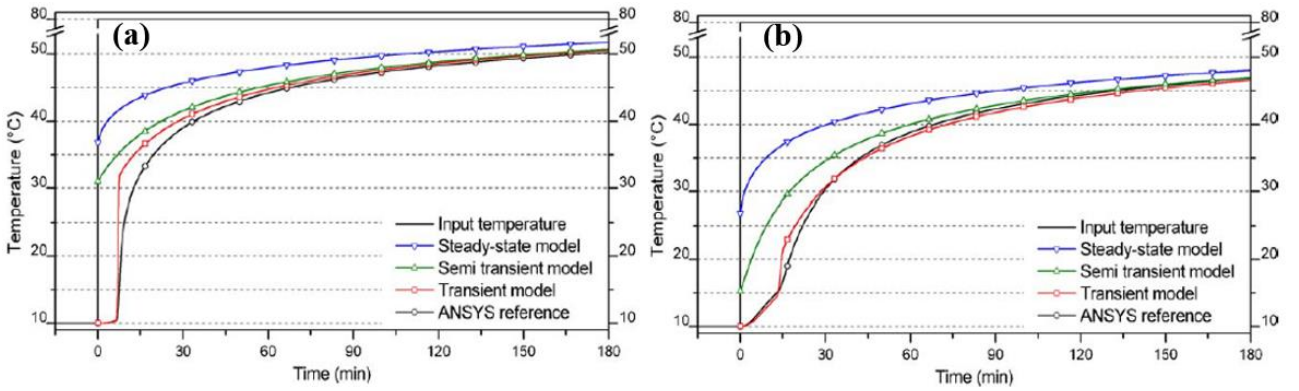 (a)
80
50
40
30
20
10
80
50
40
30
20
10
Temperature (°C)
Input temperature
Steady-state model
Semi transient model
Transient model
ANSYS reference
0 30 60 90 120 150 180
Time (min)
(b)
80
50
40
30
20
10
80
50
40
30
20
10
Temperature (°C)
Input temperature
Steady-state model
Semi transient model
Transient model
ANSYS reference
0 30 60 90 120 150 180
Time (min)